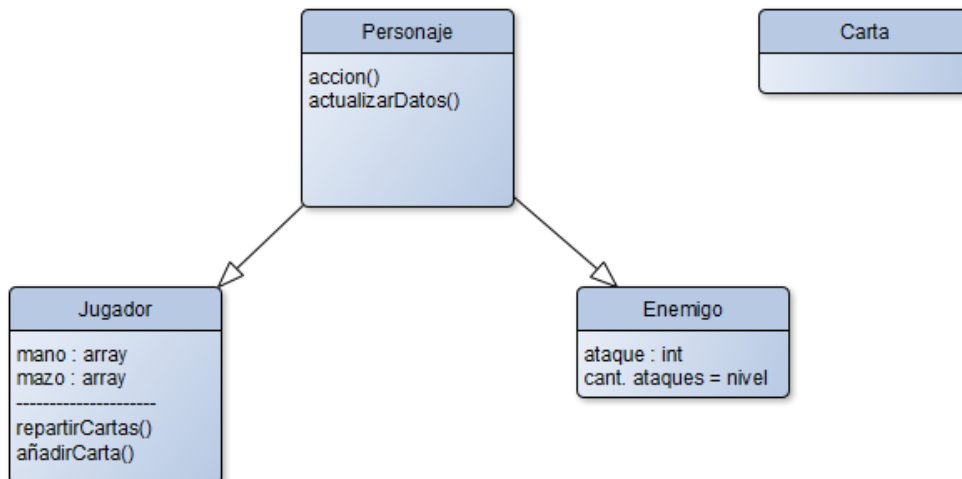 Personaje
accion()
actualizarDatos()
Carta
Jugador
mano : array
mazo : array
----------------------
repartirCartas()
añadirCarta()
Enemigo
ataque : int
cant. ataques = nivel